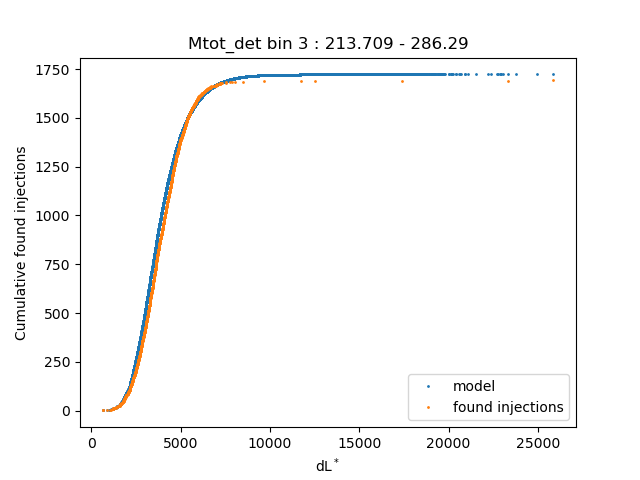 Mtot_det bin 3 : 213.709 - 286.29
Cumulative found injections
1750
1500
1250
1000
750
500
250
0
model
found injections
0 5000 10000 15000 20000 25000
dL*